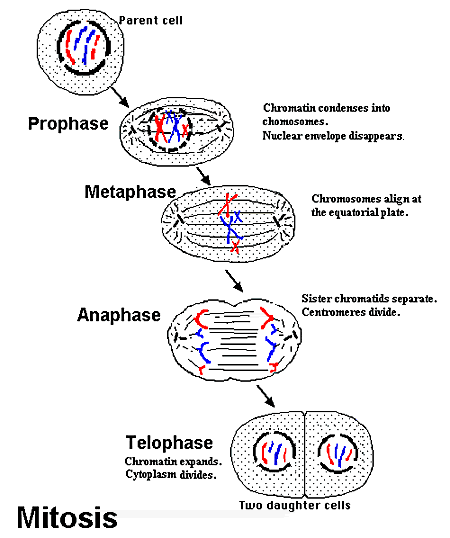 Parent cell
Prophase
Chromatin condenses into
chomosomes.
Nuclear envelope disappears.
Metaphase
Chromosomes align at
the equatorial plate.
Anaphase
Sister chromatids separate.
Centromeres divide.
Telophase
Chromatin expands.
Cytoplasm divides.
Two daughter cells
Mitosis